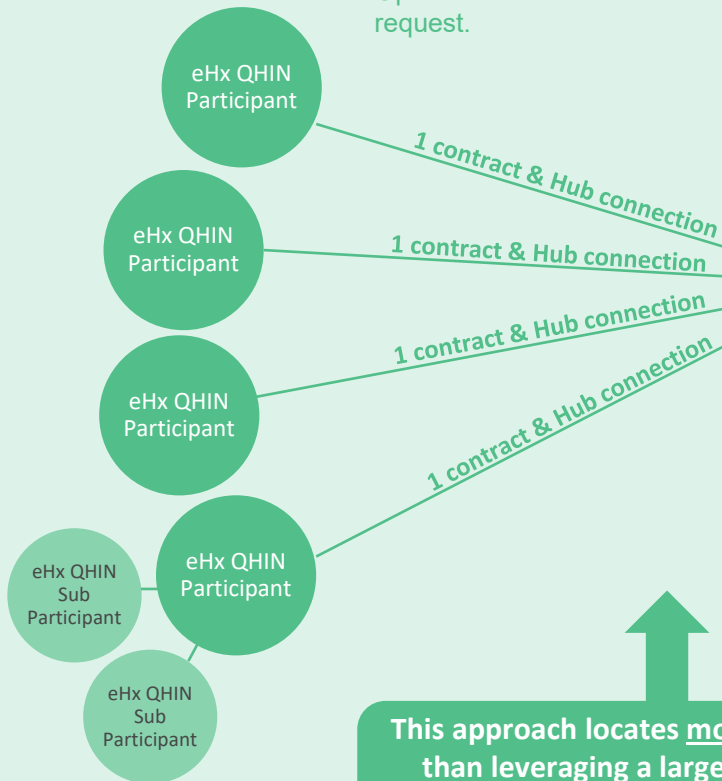 request.
eHx QHIN
Participant
1 contract & Hub connection
eHx QHIN
Participant
1 contract & Hub connection
eHx QHIN
Participant
1 contract & Hub connection
eHx QHIN
Participant
1 contract & Hub connection
eHx QHIN
Sub
Participant
eHx QHIN
Sub
Participant
This approach locates
than leveraging a large